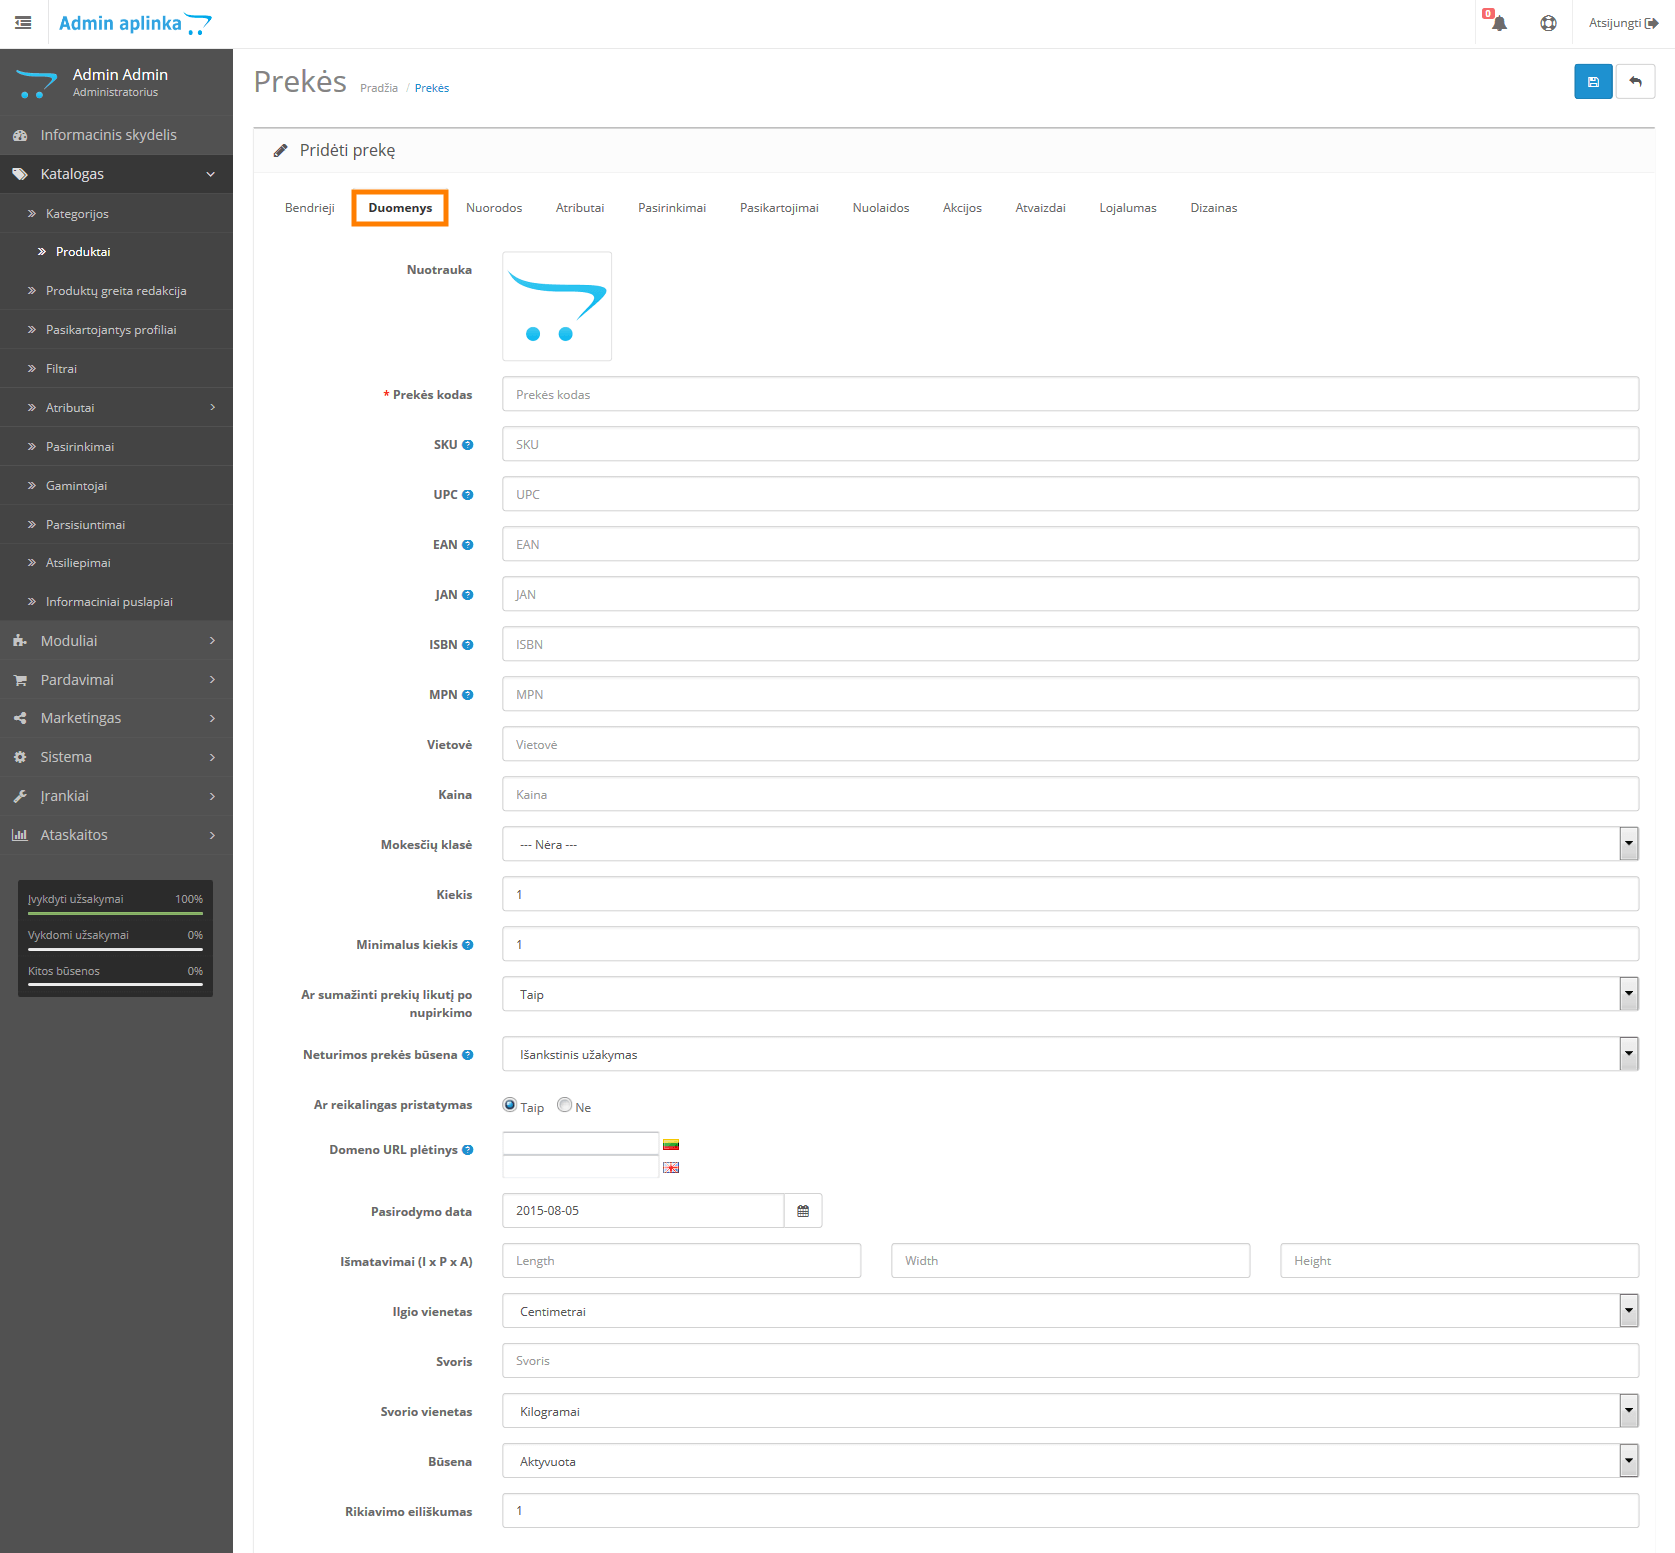 Admin aplinka
0
Atsijungti
Admin Admin
Administratorius
Informacinis skydelis
Katalogas
Kategorijos
Produktai
Produktų greita redakcija
Pasikartojantys profiliai
Filtrai
Atributai
Pasirinkimai
Gamintojai
Parsisiuntimai
Atsiliepimai
Informaciniai puslapiai
Moduliai
Pardavimai
Marketingas
Sistema
Įrankiai
Ataskaitos
Įvykdyti užsakymai 100%
Vykdomi užsakymai 0%
Kitos būsenos 0%
Prekės Pradžia / Prekės
Pridėti prekę
Bendrieji Duomenys Nuorodos Atributai Pasirinkimai Pasikartojimai Nuolaidos Akcijos Atvaizdai Lojalumas Dizainas
Nuotrauka
* Prekės kodas Prekės kodas
SKU ? SKU
UPC ? UPC
EAN ? EAN
JAN ? JAN
ISBN ? ISBN
MPN ? MPN
Vietovė Vietovė
Kaina Kaina
Mokesčių klasė --- Nėra ---
Kiekis 1
Minimalus kiekis ? 1
Ar sumažinti prekių likutį po Taip
nupirkimo
Neturimos prekės būsena ? Išankstinis užakymas
Ar reikalingas pristatymas Taip Ne
Domeno URL plėtinys ?
Pasirodymo data 2015-08-05
Išmatavimai (I x P x A) Length Width Height
Ilgio vienetas Centimetrai
Svoris Svoris
Svorio vienetas Kilogramai
Būsena Aktyvuota
Rikiavimo eiliškumas 1